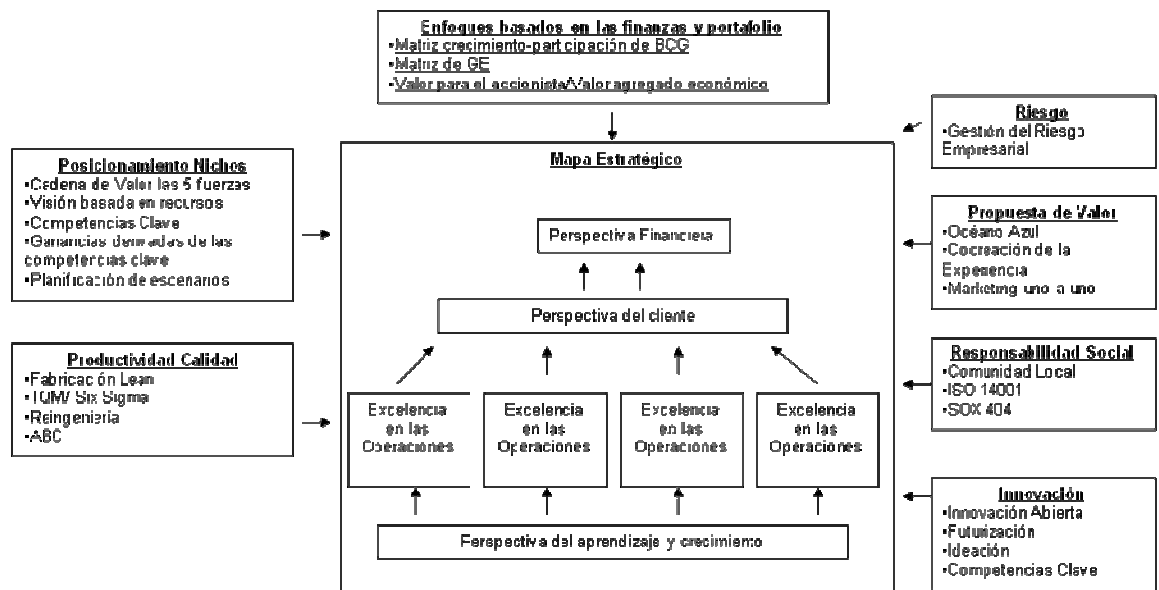 Enfoques basados en las finanzas y portafolio
•Matriz crecimiento-participación de BCG
•Matriz de GE
•Valor para el accionista/Valor agregado económico
Posicionamiento Nichos
•Cadena de Valor las 5 fuerzas
•Visión basada en recursos
•Competencias Clave
•Ganancias derivadas de las
competencias clave
•Planificación de escenarios
Productividad Calidad
•Fabricación Lean
•TQM/ Six Sigma
•Reingeniería
•ABC
Mapa Estratégico
Perspectiva Financiera
Perspectiva del cliente
Excelencia
en las
Operaciones
Excelencia
en las
Operaciones
Excelencia
en las
Operaciones
Excelencia
en las
Operaciones
Perspectiva del aprendizaje y crecimiento
Riesgo
•Gestión del Riesgo
Empresarial
Propuesta de Valor
•Océano Azul
•Cocreación de la
Experiencia
•Marketing uno a uno
Responsabilidad Social
•Comunidad Local
•ISO 14001
•SOX 404
Innovación
•Innovación Abierta
•Futurización
•Ideación
•Competencias Clave